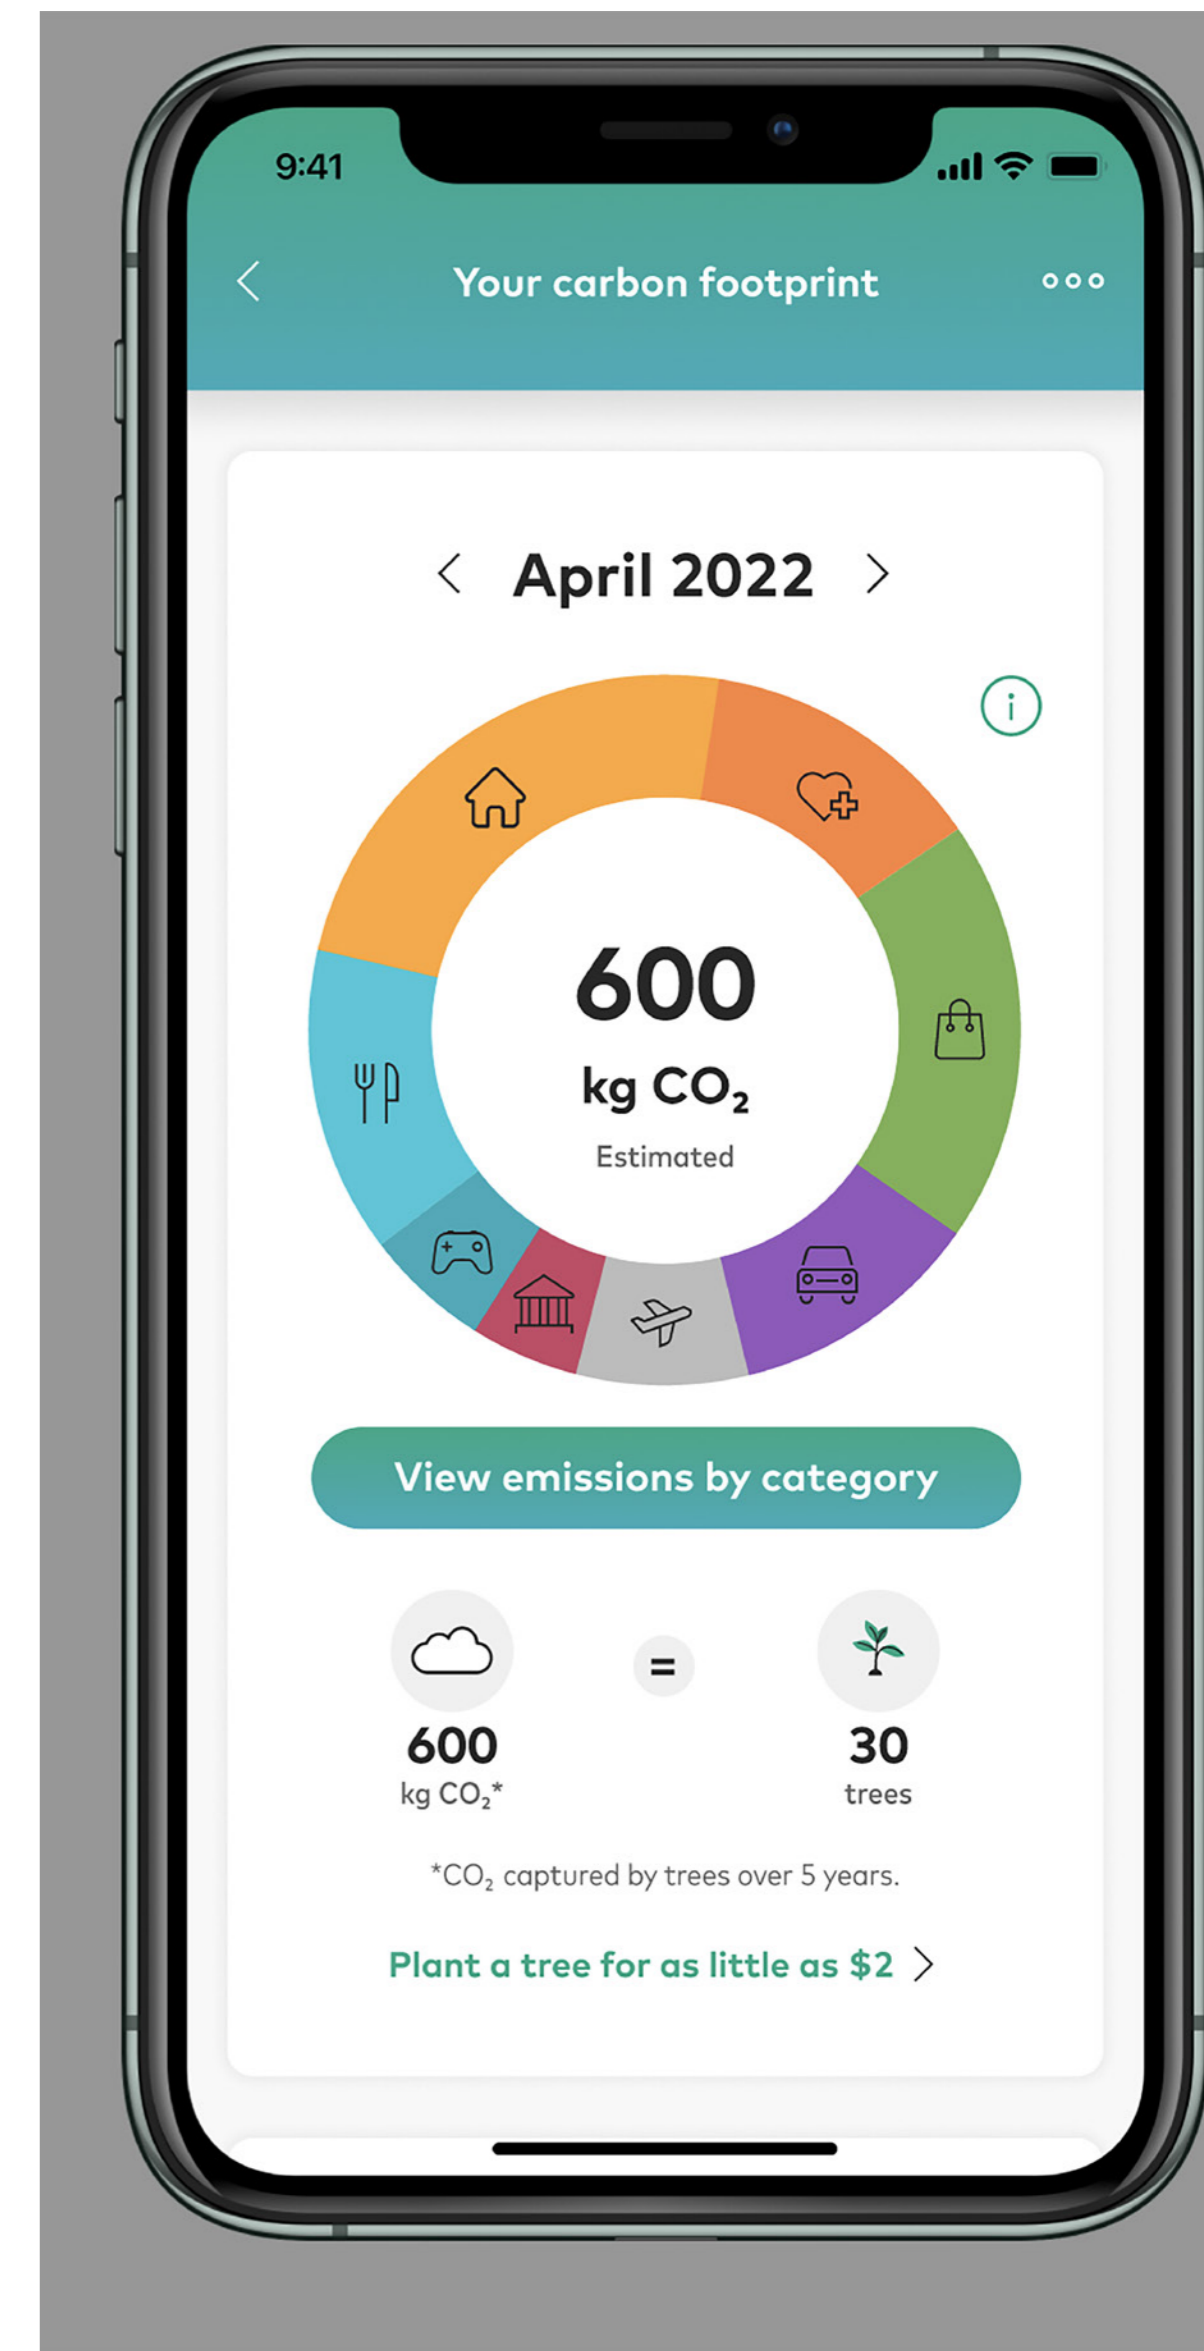 9:41
Your carbon footprint
April 2022
i
600
kg CO₂
Estimated
View emissions by category
=
600
kg CO₂*
30
trees
*CO₂ captured by trees over 5 years.
Plant a tree for as little as $2